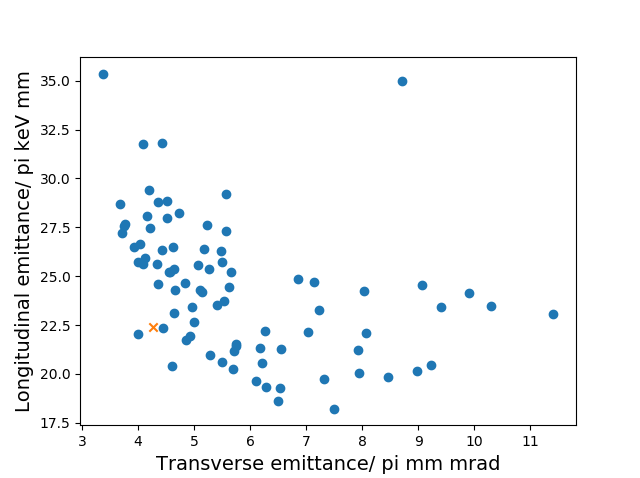 35.0
32.5
30.0
27.5
25.0
22.5
20.0
17.5
Longitudinal emittance/ pi keV mm
3 4 5 6 7 8 9 10 11
Transverse emittance/ pi mm mrad